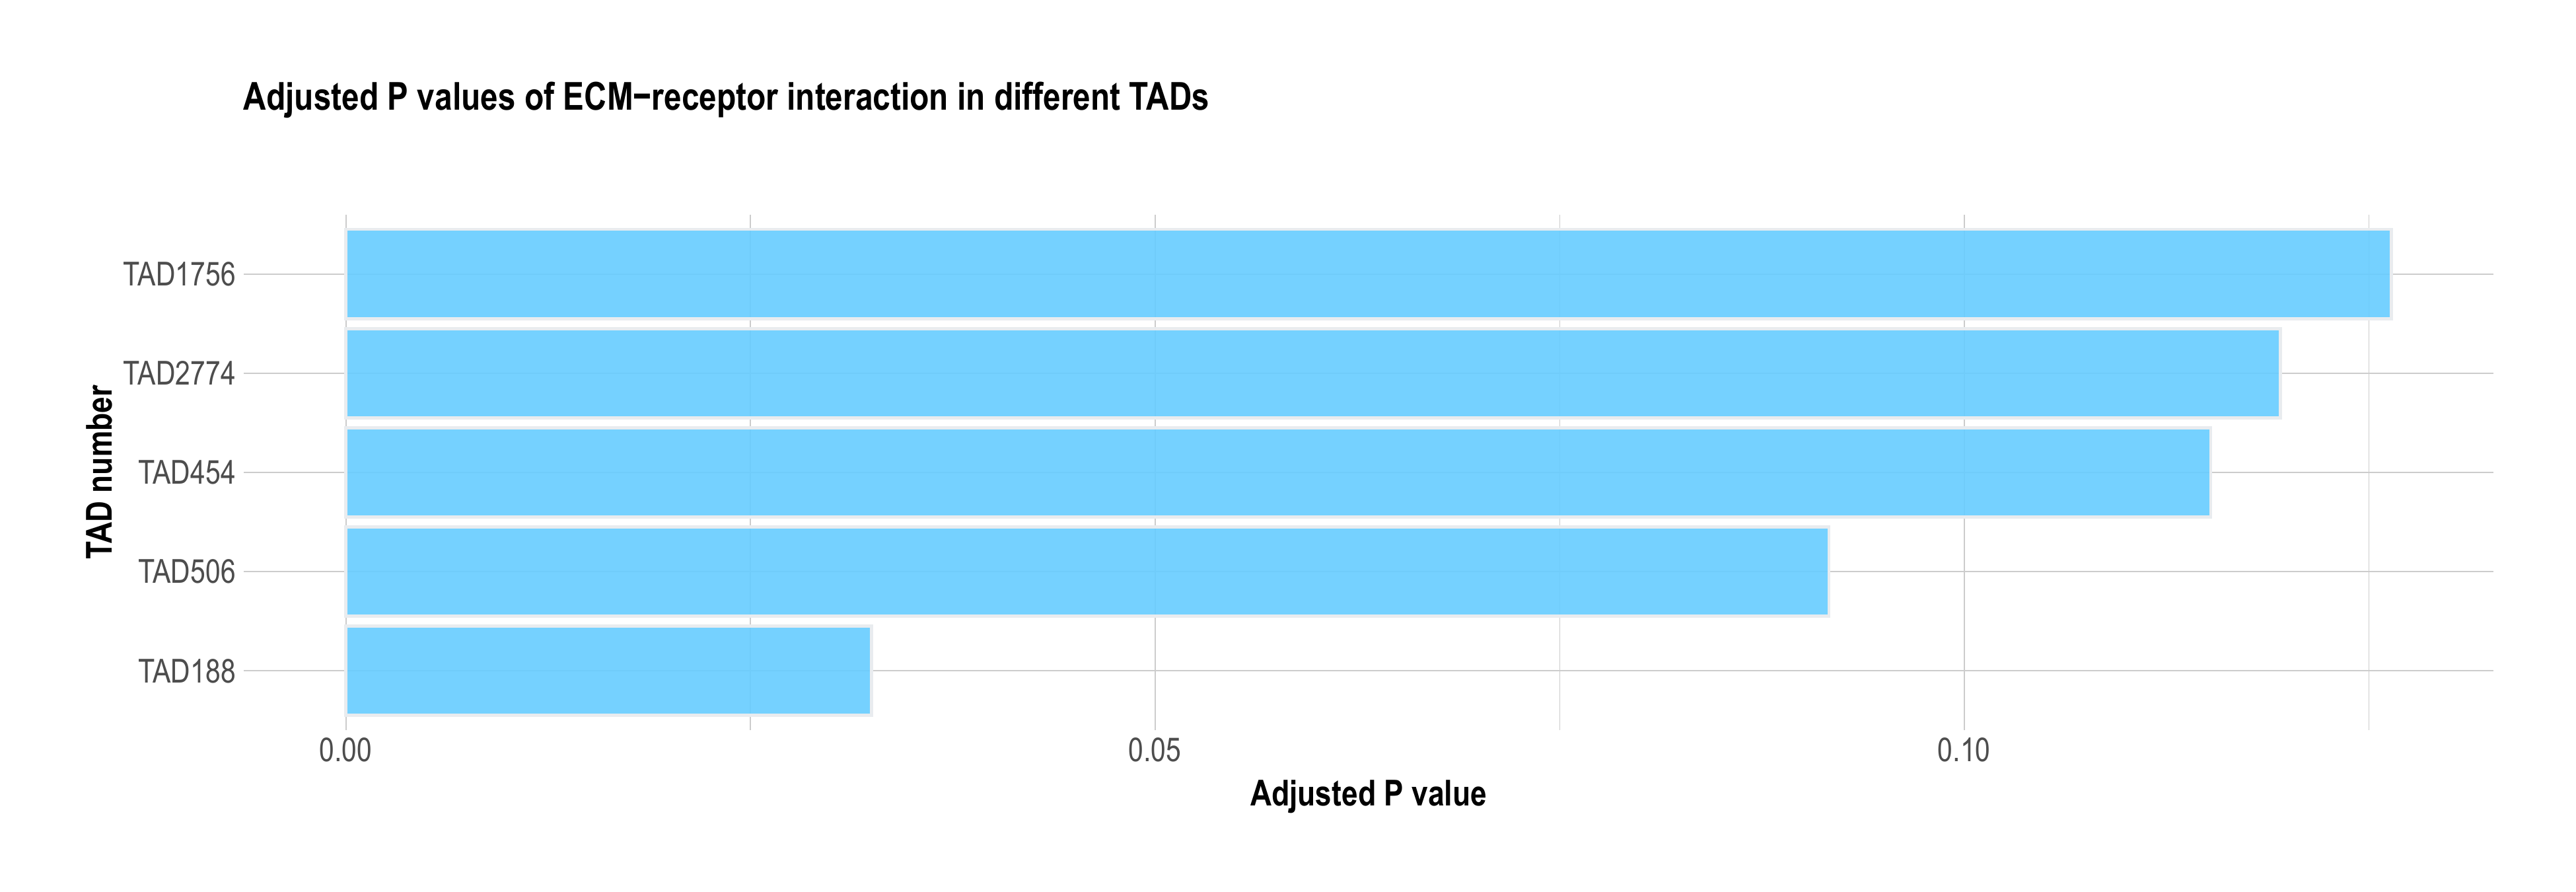 Adjusted P values of ECM−receptor interaction in different TADs
TAD number
TAD1756
TAD2774
TAD454
TAD506
TAD188
0.00 0.05 0.10
Adjusted P value